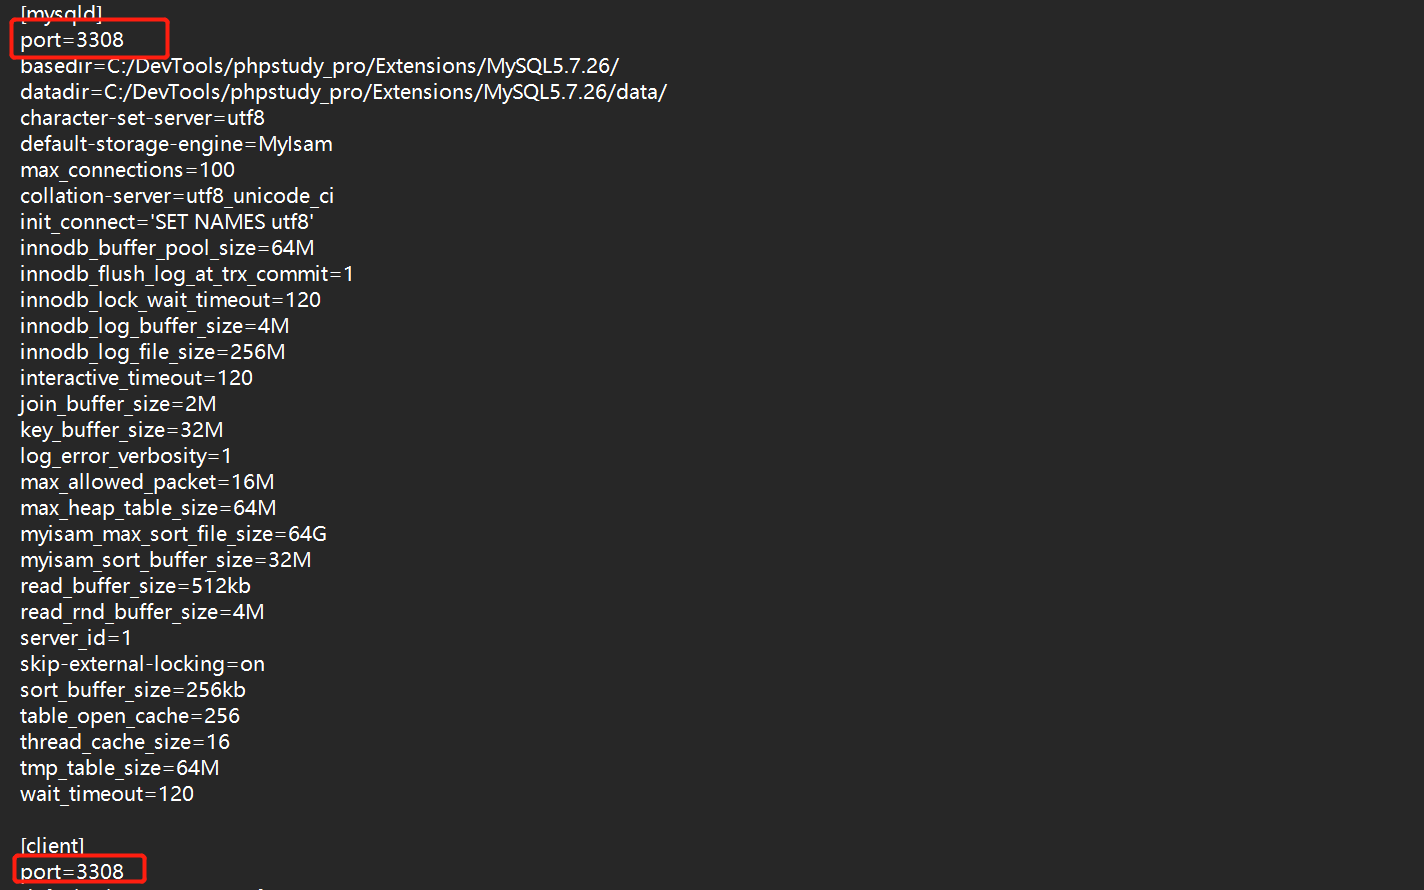 [mysqld]
port=3308
basedir=C:/DevTools/phpstudy_pro/Extensions/MySQL5.7.26/
datadir=C:/DevTools/phpstudy_pro/Extensions/MySQL5.7.26/data/
character-set-server=utf8
default-storage-engine=MyIsam
max_connections=100
collation-server=utf8_unicode_ci
init_connect='SET NAMES utf8'
innodb_buffer_pool_size=64M
innodb_flush_log_at_trx_commit=1
innodb_lock_wait_timeout=120
innodb_log_buffer_size=4M
innodb_log_file_size=256M
interactive_timeout=120
join_buffer_size=2M
key_buffer_size=32M
log_error_verbosity=1
max_allowed_packet=16M
max_heap_table_size=64M
myisam_max_sort_file_size=64G
myisam_sort_buffer_size=32M
read_buffer_size=512kb
read_rnd_buffer_size=4M
server_id=1
skip-external-locking=on
sort_buffer_size=256kb
table_open_cache=256
thread_cache_size=16
tmp_table_size=64M
wait_timeout=120
[client]
port=3308